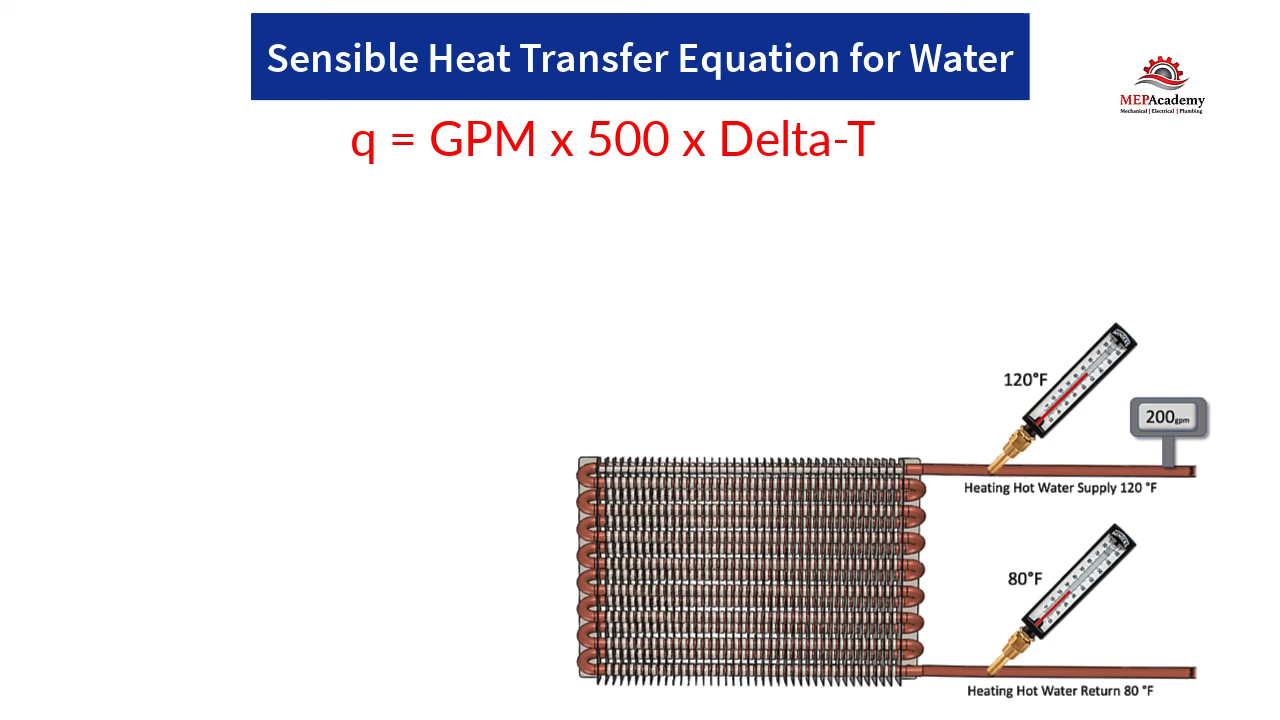 Sensible Heat Transfer Equation for Water
MEPAcademy
Mechanical | Electrical | Plumbing
q = GPM x 500 x Delta-T
120°F
200gpm
Heating Hot Water Supply 120 °F
80°F
Heating Hot Water Return 80 °F